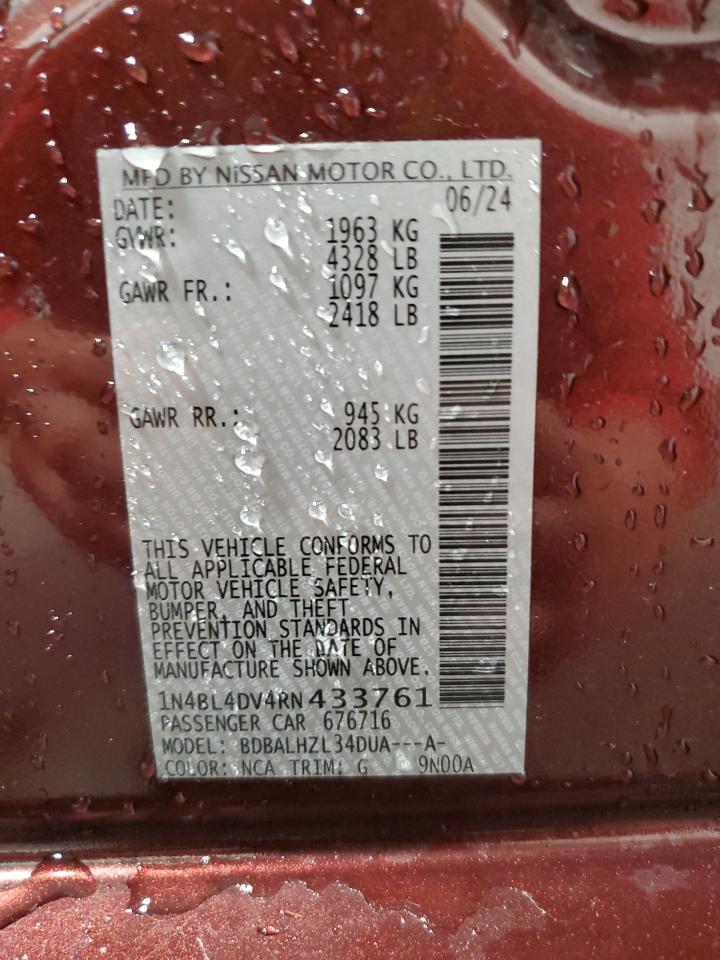 MFD BY NISSAN MOTOR CO., LTD.
DATE: 06/24
GVWR: 1963 KG
4328 LB
GAWR FR.: 1097 KG
2418 LB
GAWR RR.: 945 KG
2083 LB
THIS VEHICLE CONFORMS TO
ALL APPLICABLE FEDERAL
MOTOR VEHICLE SAFETY,
BUMPER, AND THEFT
PREVENTION STANDARDS IN
EFFECT ON THE DATE OF
MANUFACTURE SHOWN ABOVE.
1N4BL4DV4RN433761
PASSENGER CAR 676716
MODEL: BDBALHZL34DUA---A-
COLOR: NCA TRIM: G 9N00A